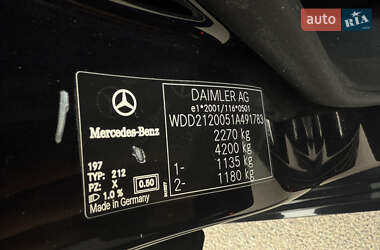 auto RIA.com
DAIMLER AG
e1*2001/116*0501
WDD2120051A491783
2270 kg
4200 kg
1- 1135 kg
2- 1180 kg
Mercedes-Benz
197
TYP: 212
PZ: X
0.50
1.0 %
Made in Germany